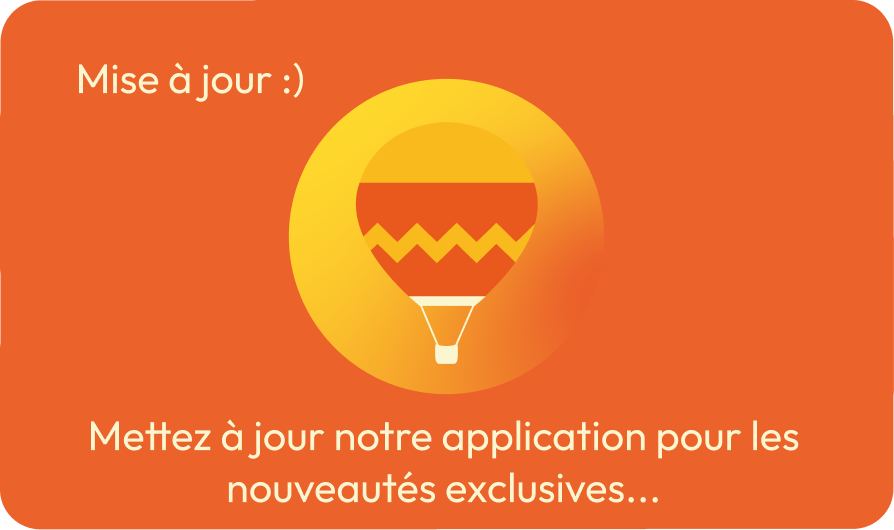 Mise à jour :)
Mettez à jour notre application pour les
nouveautés exclusives...